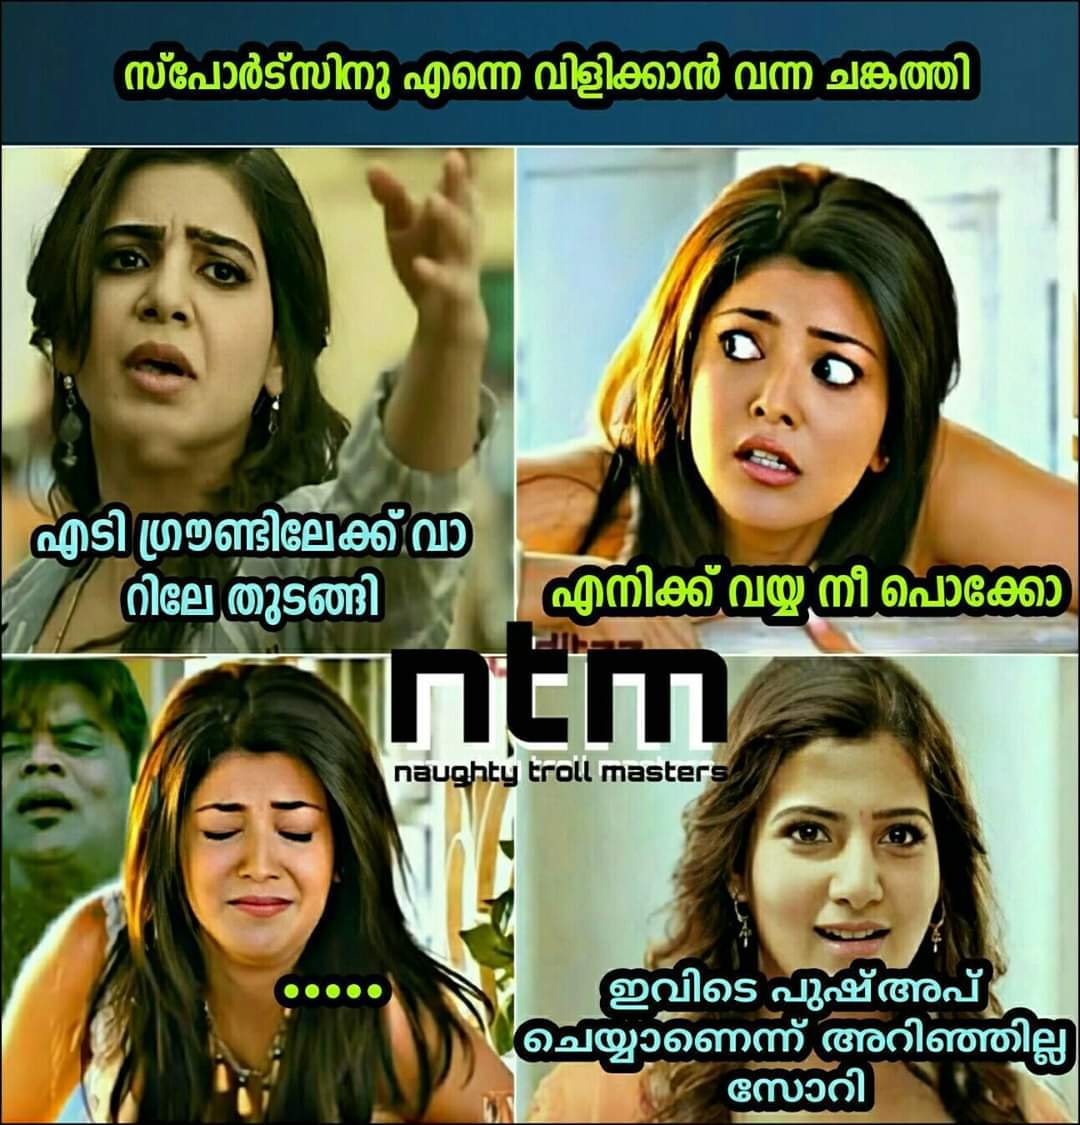 സ്പോർട്സിനു എന്നെ വിളിക്കാൻ വന്ന ചങ്കത്തി
എടി ഗ്രൗണ്ടിലേക്ക് വാ
റിലേ തുടങ്ങി
എനിക്ക് വയ്യ നീ പൊക്കോ
ntm
naughty troll masters
.....
ഇവിടെ പുഷ്അപ്
ചെയ്യാണെന്ന് അറിഞ്ഞില്ല
സോറി